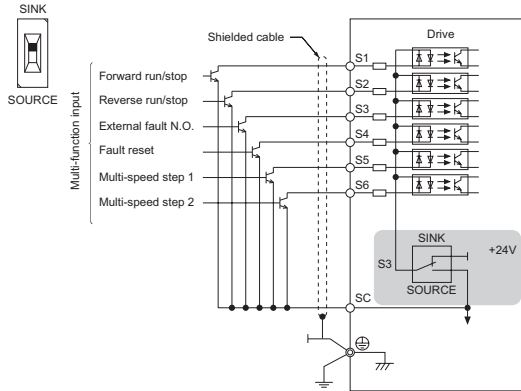 SINK
SOURCE
Shielded cable
Drive
Multi-function input
Forward run/stop
Reverse run/stop
External fault N.O.
Fault reset
Multi-speed step 1
Multi-speed step 2
S1
S2
S3
S4
S5
S6
SINK
+24V
S3
SOURCE
SC